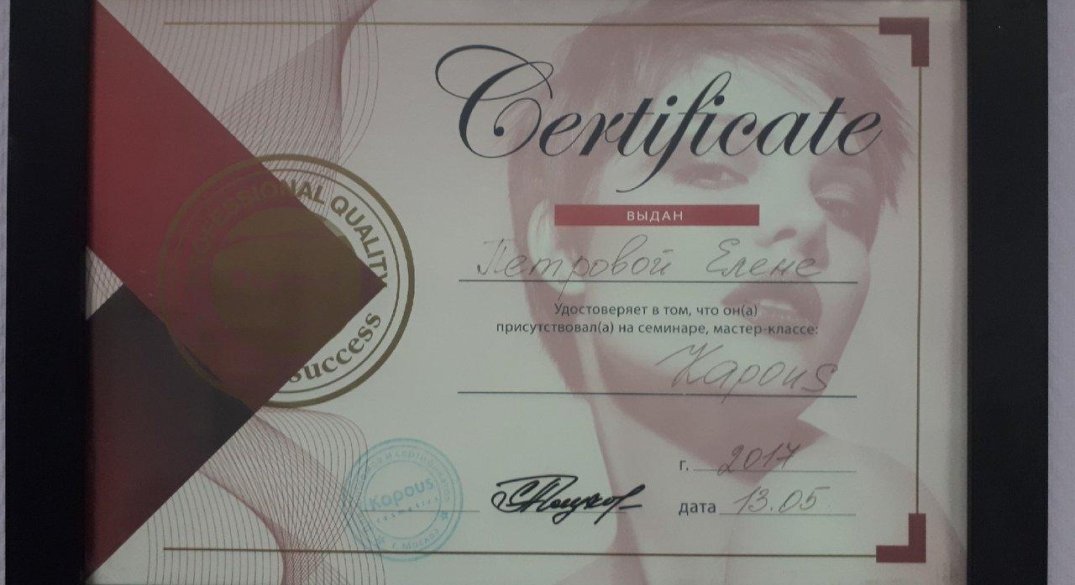 Certificate
PROFESSIONAL QUALITY
success
ВЫДАН
Петровой Елене
Удостоверяет в том, что он(а)
присутствовал(а) на семинаре, мастер-классе:
Kapous
г. 2017
дата 13.05
Kapous
г. Москва